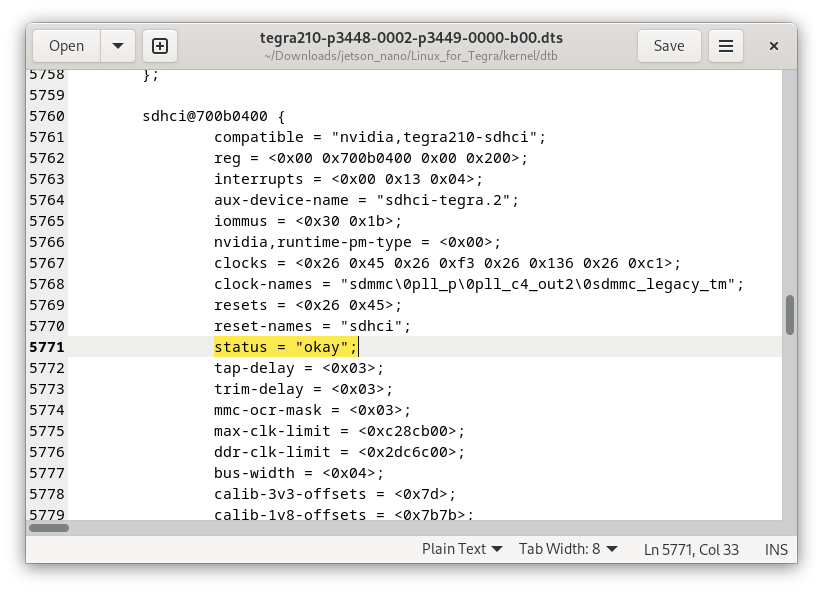 Open
tegra210-p3448-0002-p3449-0000-b00.dts
~/Downloads/jetson_nano/Linux_for_Tegra/kernel/dtb
Save
5758 };
5759
5760 sdhci@700b0400 {
5761 compatible = "nvidia,tegra210-sdhci";
5762 reg = <0x00 0x700b0400 0x00 0x200>;
5763 interrupts = <0x00 0x13 0x04>;
5764 aux-device-name = "sdhci-tegra.2";
5765 iommus = <0x30 0x1b>;
5766 nvidia,runtime-pm-type = <0x00>;
5767 clocks = <0x26 0x45 0x26 0xf3 0x26 0x136 0x26 0xc1>;
5768 clock-names = "sdmmc\0pll_p\0pll_c4_out2\0sdmmc_legacy_tm";
5769 resets = <0x26 0x45>;
5770 reset-names = "sdhci";
5771 status = "okay";
5772 tap-delay = <0x03>;
5773 trim-delay = <0x03>;
5774 mmc-ocr-mask = <0x03>;
5775 max-clk-limit = <0xc28cb00>;
5776 ddr-clk-limit = <0x2dc6c00>;
5777 bus-width = <0x04>;
5778 calib-3v3-offsets = <0x7d>;
5779 calib-1v8-offsets = <0x7b7b>;
Plain Text Tab Width: 8 Ln 5771, Col 33 INS